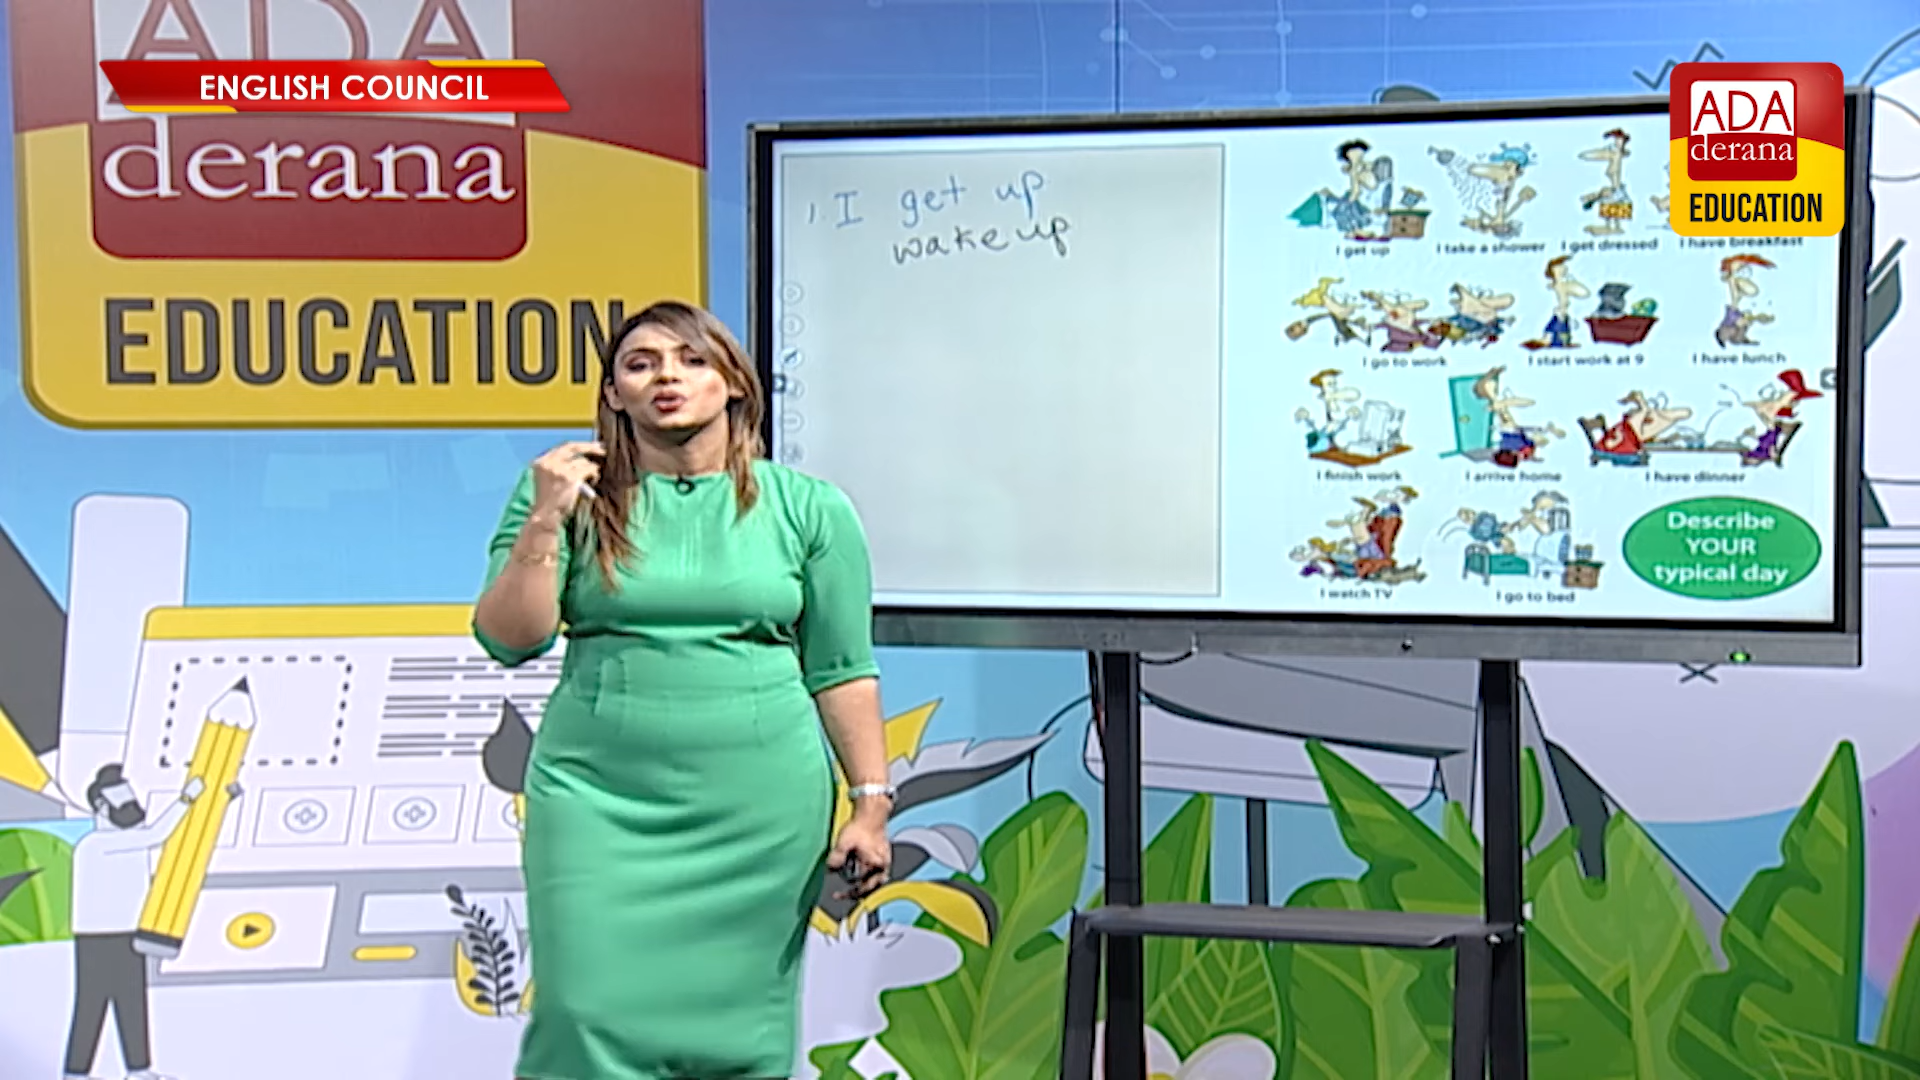 ADA
derana
EDUCATION
ENGLISH COUNCIL
1. I get up
wake up
I get up
I take a shower
I get dressed
I have breakfast
I go to work
I start work at 9
I have lunch
I finish work
I arrive home
I have dinner
I watch TV
I go to bed
Describe
YOUR
typical day
ADA
derana
EDUCATION